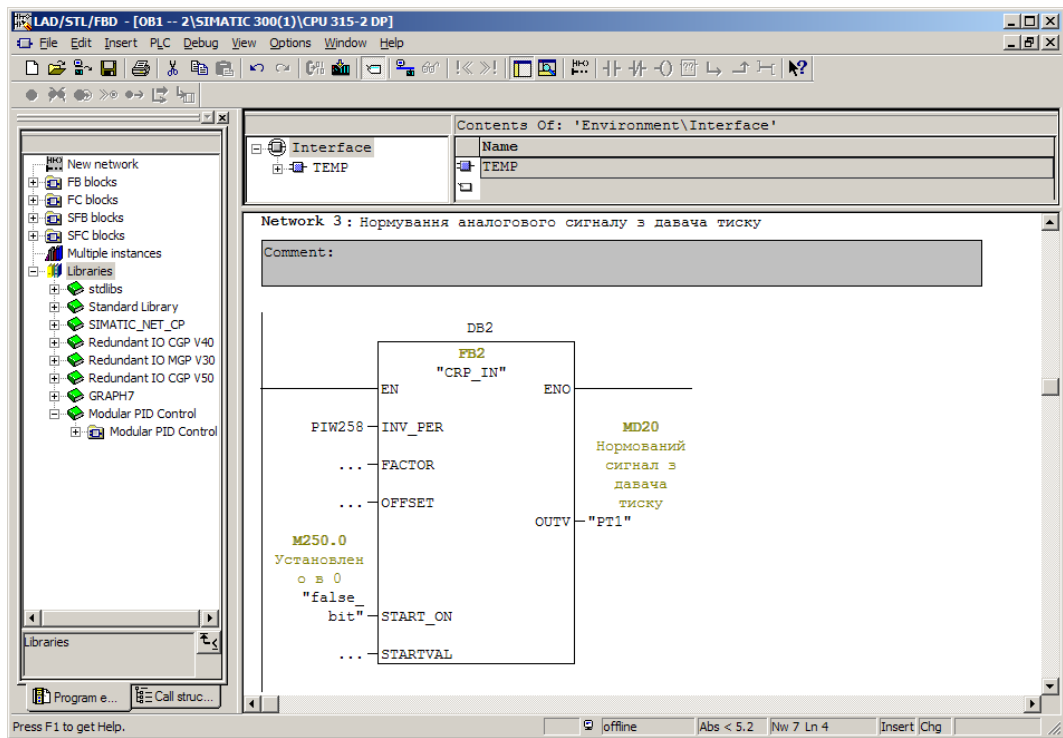 LAD/STL/FBD - [OB1 -- 2\SIMATIC 300(1)\CPU 315-2 DP]
File Edit Insert PLC Debug View Options Window Help
New network
FB blocks
FC blocks
SFB blocks
SFC blocks
Multiple instances
Libraries
stdlibs
Standard Library
SIMATIC_NET_CP
Redundant IO CGP V40
Redundant IO MGP V30
Redundant IO CGP V50
GRAPH7
Modular PID Control
Modular PID Control
Libraries
Program e... Call struc...
Contents Of: 'Environment\Interface'
Interface
TEMP
Name
TEMP
Network 3 : Нормування аналогового сигналу з давача тиску
Comment:
DB2
FB2
"CRP_IN"
EN ENO
PIW258 INV_PER
... FACTOR
... OFFSET
MD20
Нормований
сигнал з
давача
тиску
OUTV "PT1"
M250.0
Установлен
о в 0
"false_
bit" START_ON
... STARTVAL
Press F1 to get Help. offline Abs < 5.2 Nw 7 Ln 4 Insert Chg